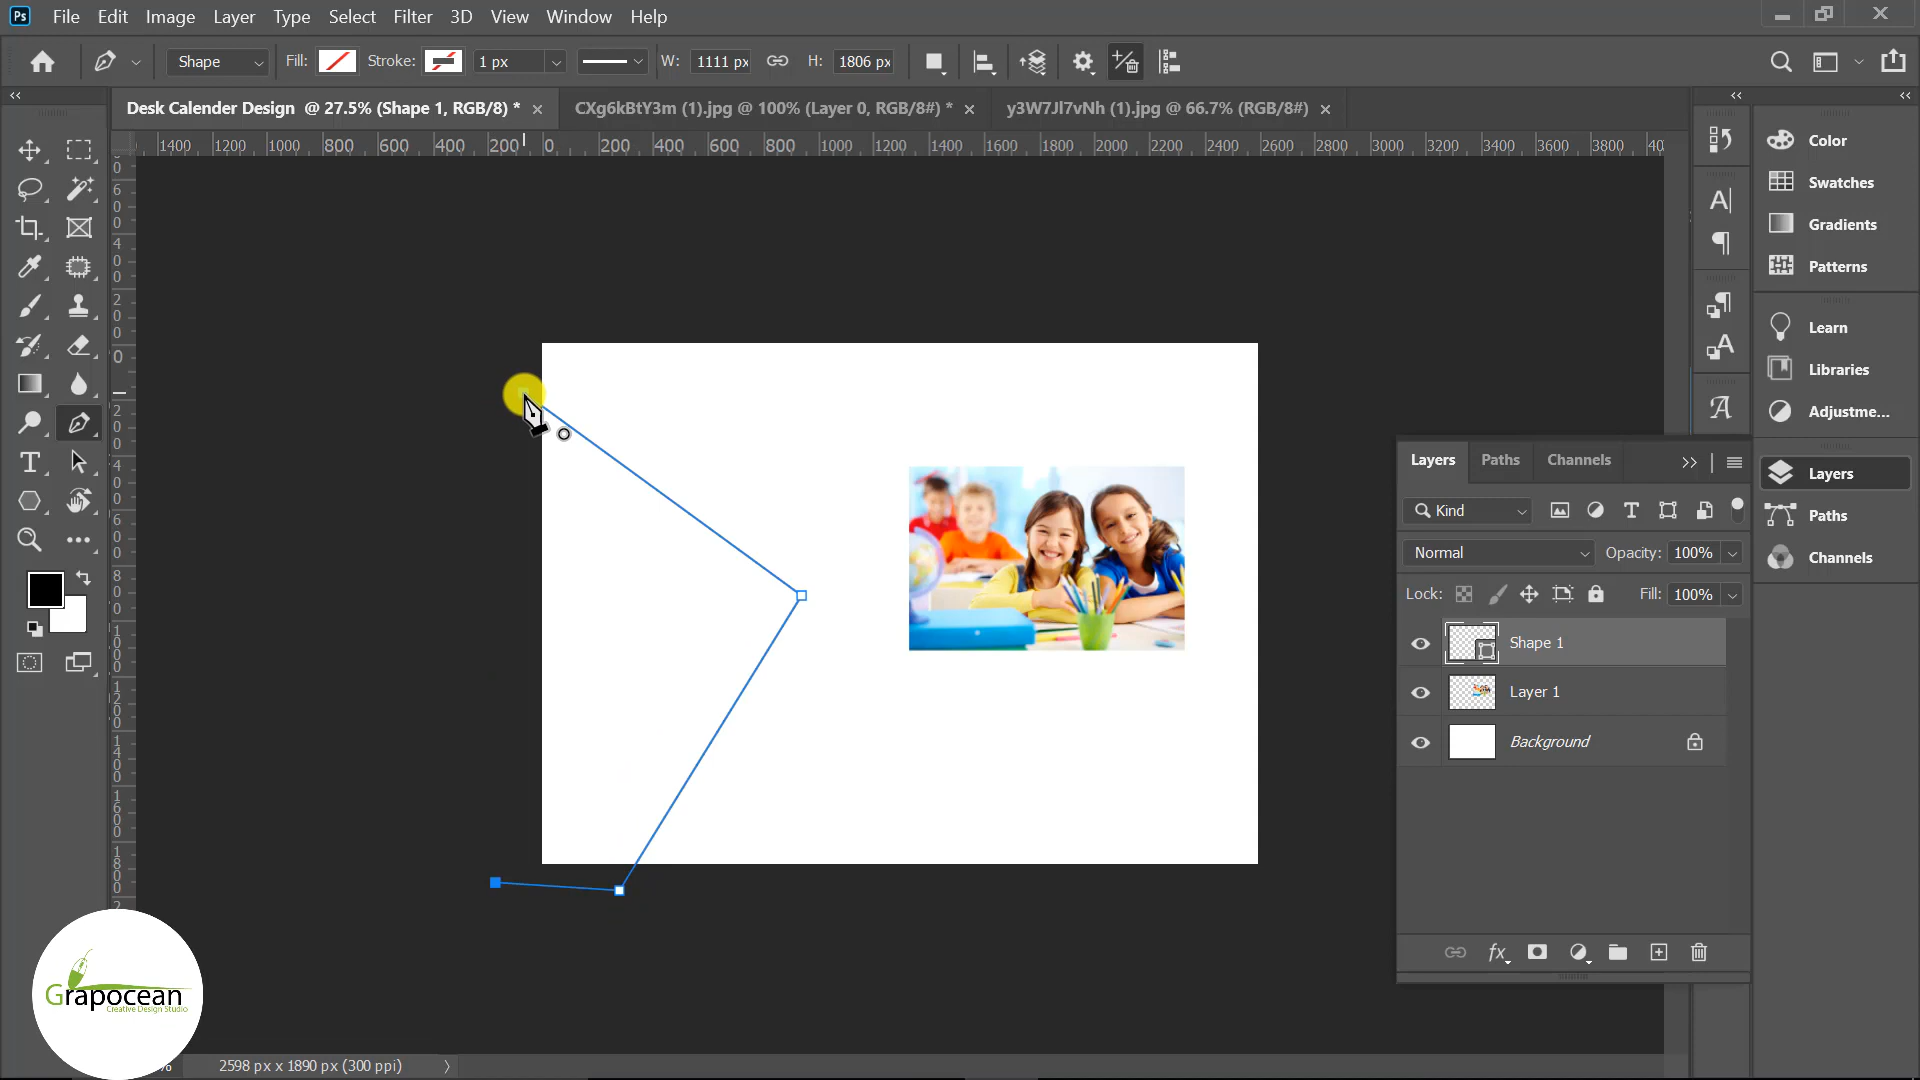 Ps File Edit Image Layer Type Select Filter 3D View Window Help
Shape Fill: Stroke: 1 px W: 1111 px H: 1806 px
Desk Calender Design @ 27.5% (Shape 1, RGB/8) *
CXg6kBtY3m (1).jpg @ 100% (Layer 0, RGB/8#) *
y3W7Jl7vNh (1).jpg @ 66.7% (RGB/8#)
1400 1200 1000 800 600 400 200 0 200 400 600 800 1000 1200 1400 1600 1800 2000 2200 2400 2600 2800 3000 3200 3400 3600 3800
Color
Swatches
Gradients
Patterns
Learn
Libraries
Adjustme...
Layers
Paths
Channels
Layers Paths Channels
Kind
Normal Opacity: 100%
Lock: Fill: 100%
Shape 1
Layer 1
Background
fx
Grapocean
Creative Design Studio
2598 px x 1890 px (300 ppi)